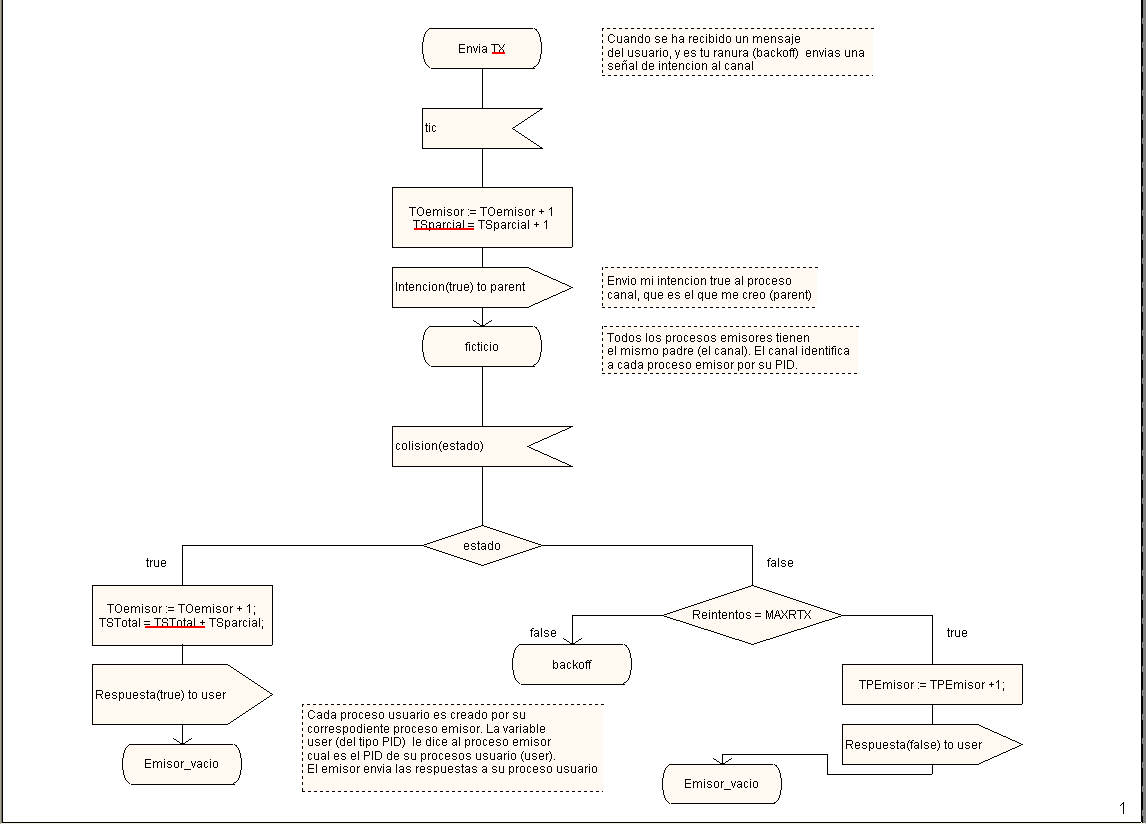 Envia TX
Cuando se ha recibido un mensaje
del usuario, y es tu ranura (backoff) envias una
señal de intencion al canal
tic
TOemisor := TOemisor + 1
TSparcial = TSparcial + 1
Intencion(true) to parent
Envio mi intencion true al proceso
canal, que es el que me creo (parent)
ficticio
Todos los procesos emisores tienen
el mismo padre (el canal). El canal identifica
a cada proceso emisor por su PID.
colision(estado)
estado
true
false
TOemisor := TOemisor + 1;
TSTotal = TSTotal + TSparcial;
Reintentos = MAXRTX
false
true
backoff
TPEmisor := TPEmisor +1;
Respuesta(true) to user
Cada proceso usuario es creado por su
correspodiente proceso emisor. La variable
user (del tipo PID) le dice al proceso emisor
cual es el PID de su procesos usuario (user).
El emisor envia las respuestas a su proceso usuario
Respuesta(false) to user
Emisor_vacio
Emisor_vacio
1